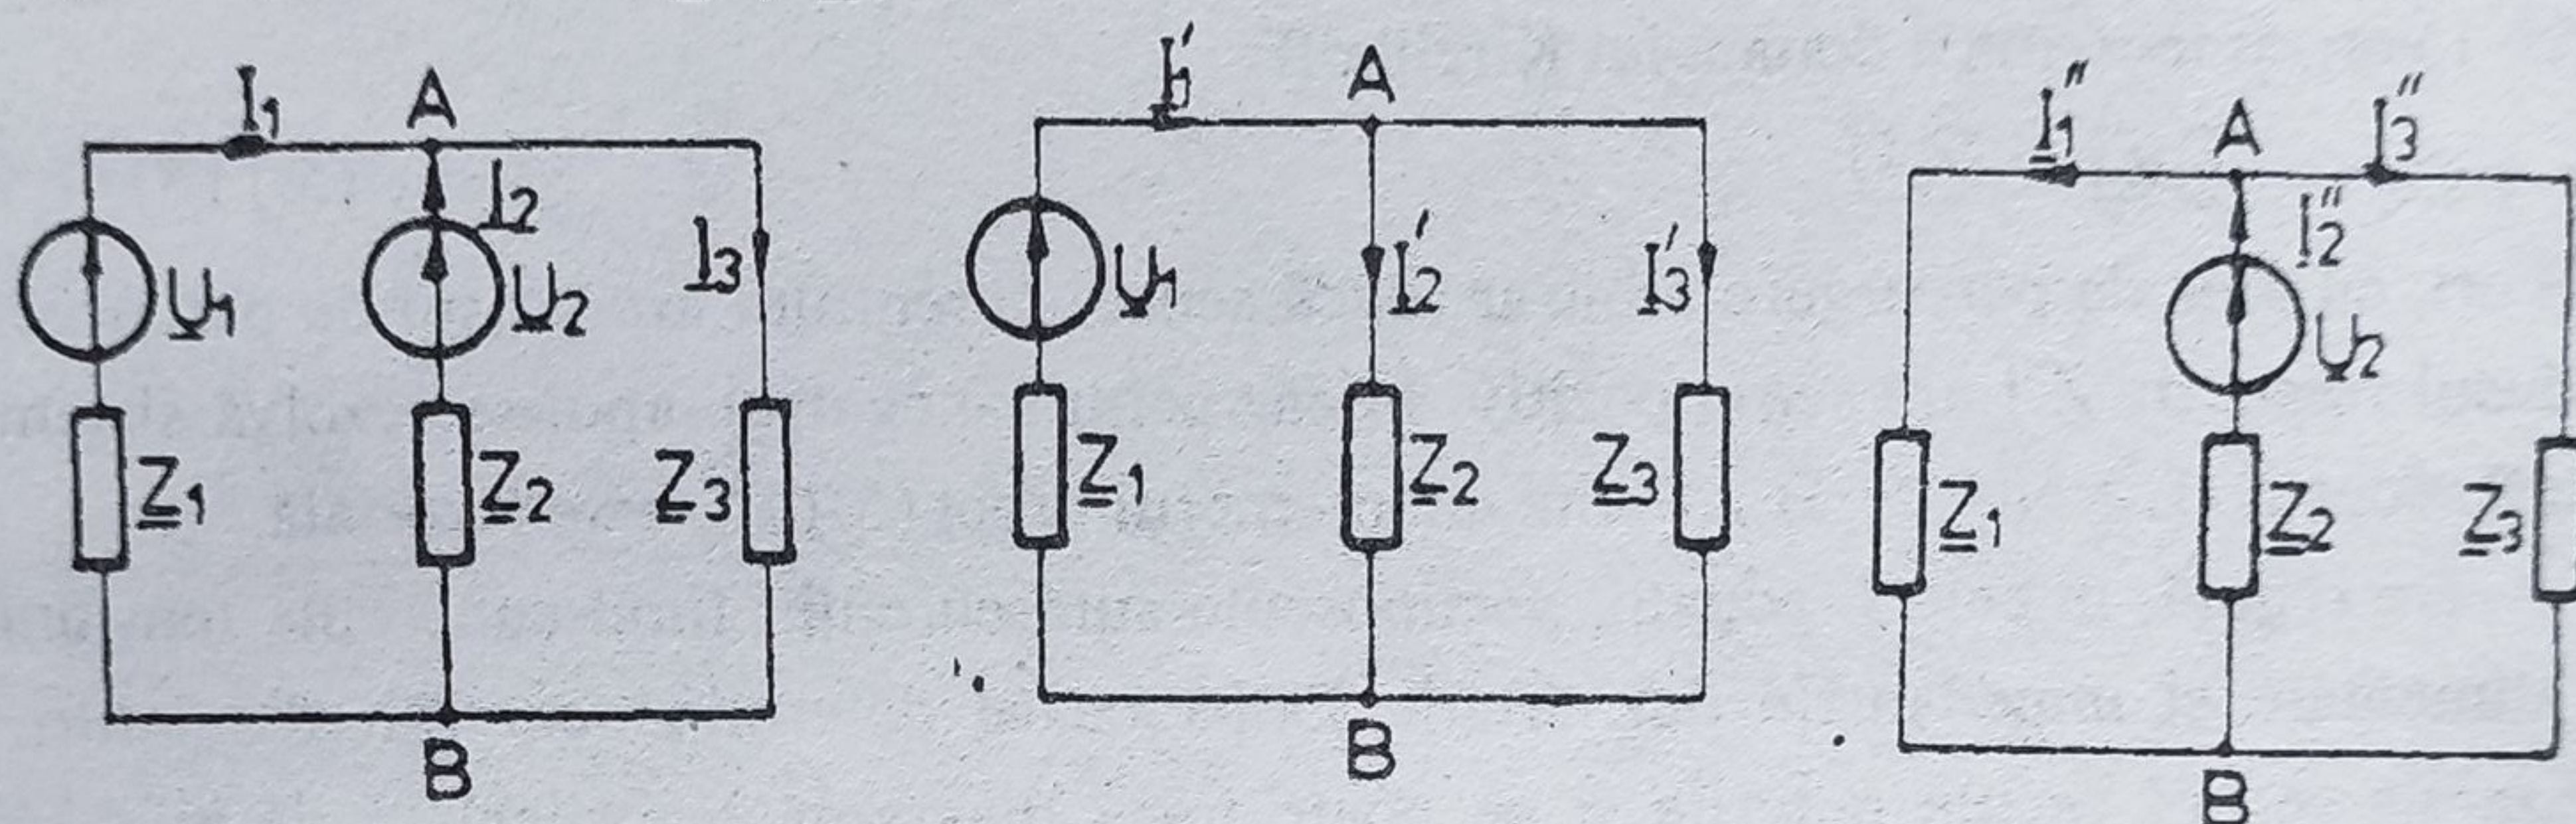 I1 A
I2
U1 U2 I3
Z1 Z2 Z3
B
I1' A
U1 I2' I3'
Z1 Z2 Z3
B
I1'' A I3''
I2''
U2
Z1 Z2 Z3
B